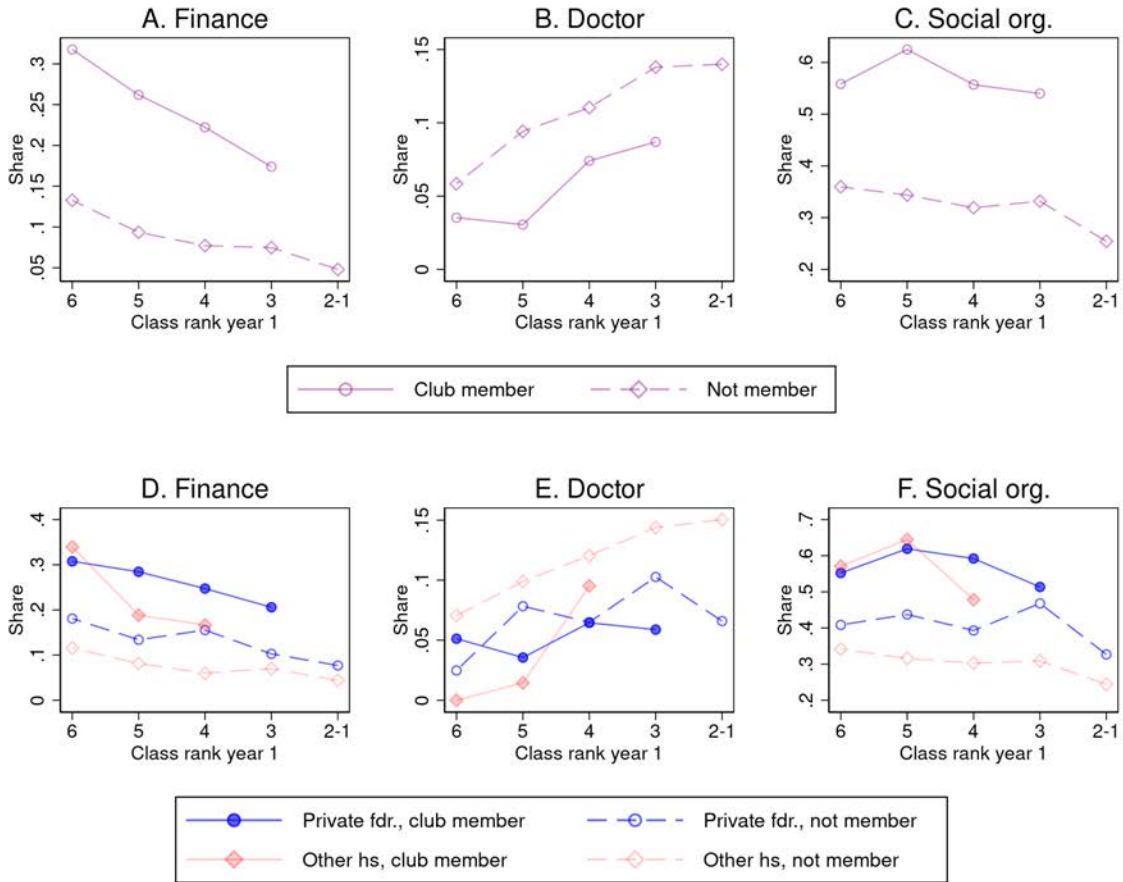 A. Finance
Share
.05 .1 .15 .2 .25 .3
6 5 4 3 2-1
Class rank year 1
B. Doctor
Share
0 .05 .1 .15
6 5 4 3 2-1
Class rank year 1
C. Social org.
Share
.2 .3 .4 .5 .6
6 5 4 3 2-1
Class rank year 1
Club member Not member
D. Finance
Share
0 .1 .2 .3 .4
6 5 4 3 2-1
Class rank year 1
E. Doctor
Share
0 .05 .1 .15
6 5 4 3 2-1
Class rank year 1
F. Social org.
Share
.2 .3 .4 .5 .6 .7
6 5 4 3 2-1
Class rank year 1
Private fdr., club member Private fdr., not member
Other hs, club member Other hs, not member